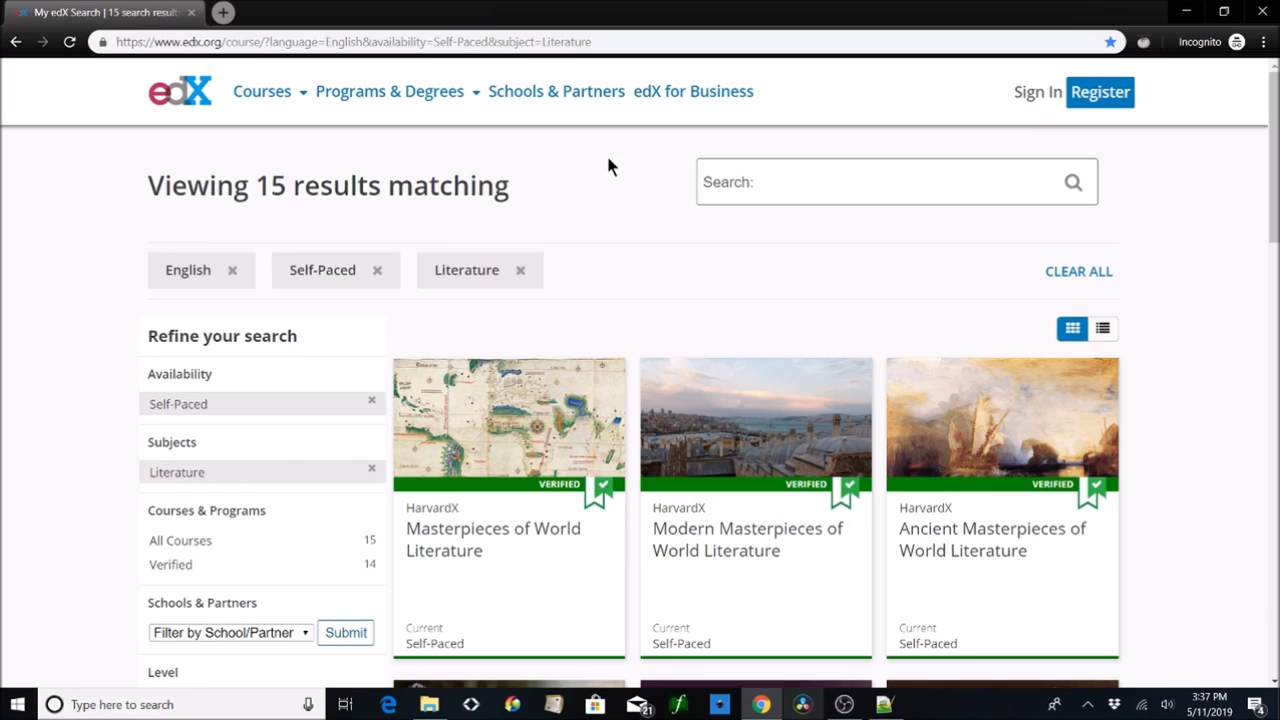 My edX Search | 15 search results
https://www.edx.org/course/?language=English&availability=Self-Paced&subject=Literature
Incognito
edX
Courses
Programs & Degrees
Schools & Partners
edX for Business
Sign In
Register
Viewing 15 results matching
Search:
English
Self-Paced
Literature
CLEAR ALL
Refine your search
Availability
Self-Paced
Subjects
Literature
Courses & Programs
All Courses 15
Verified 14
Schools & Partners
Filter by School/Partner
Submit
Level
VERIFIED
HarvardX
Masterpieces of World
Literature
Current
Self-Paced
VERIFIED
HarvardX
Modern Masterpieces of
World Literature
Current
Self-Paced
VERIFIED
HarvardX
Ancient Masterpieces of
World Literature
Current
Self-Paced
Type here to search
21
3:37 PM
5/11/2019
4